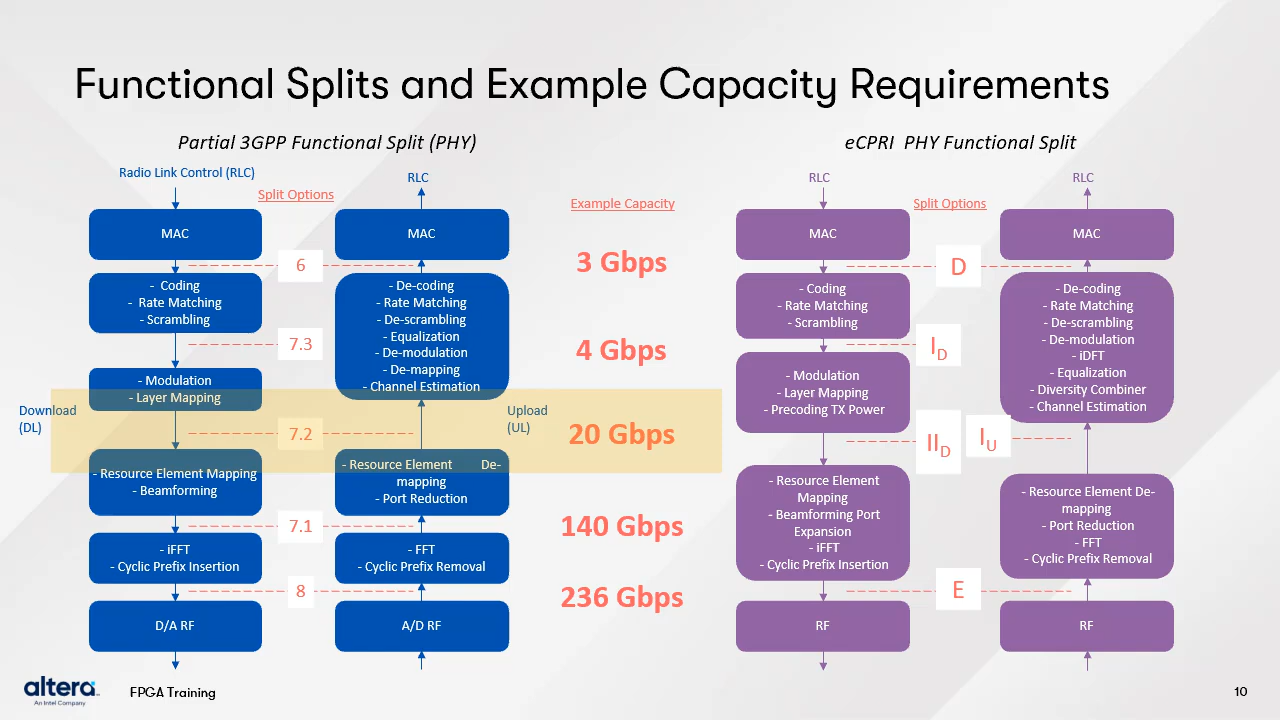 Functional Splits and Example Capacity Requirements
Partial 3GPP Functional Split (PHY)
Radio Link Control (RLC)
Split Options
RLC
MAC
MAC
6
- Coding
- Rate Matching
- Scrambling
- De-coding
- Rate Matching
- De-scrambling
- Equalization
- De-modulation
- De-mapping
- Channel Estimation
7.3
- Modulation
- Layer Mapping
Download
(DL)
7.2
Upload
(UL)
- Resource Element Mapping
- Beamforming
- Resource Element De-
mapping
- Port Reduction
7.1
- iFFT
- Cyclic Prefix Insertion
- FFT
- Cyclic Prefix Removal
8
D/A RF
A/D RF
Example Capacity
3 Gbps
4 Gbps
20 Gbps
140 Gbps
236 Gbps
eCPRI PHY Functional Split
RLC
Split Options
RLC
MAC
MAC
D
- Coding
- Rate Matching
- Scrambling
- De-coding
- Rate Matching
- De-scrambling
- De-modulation
- iDFT
- Equalization
- Diversity Combiner
- Channel Estimation
ID
- Modulation
- Layer Mapping
- Precoding TX Power
IID
IU
- Resource Element
Mapping
- Beamforming Port
Expansion
- iFFT
- Cyclic Prefix Insertion
- Resource Element De-
mapping
- Port Reduction
- FFT
- Cyclic Prefix Removal
E
RF
RF
altera
An Intel Company
FPGA Training
10